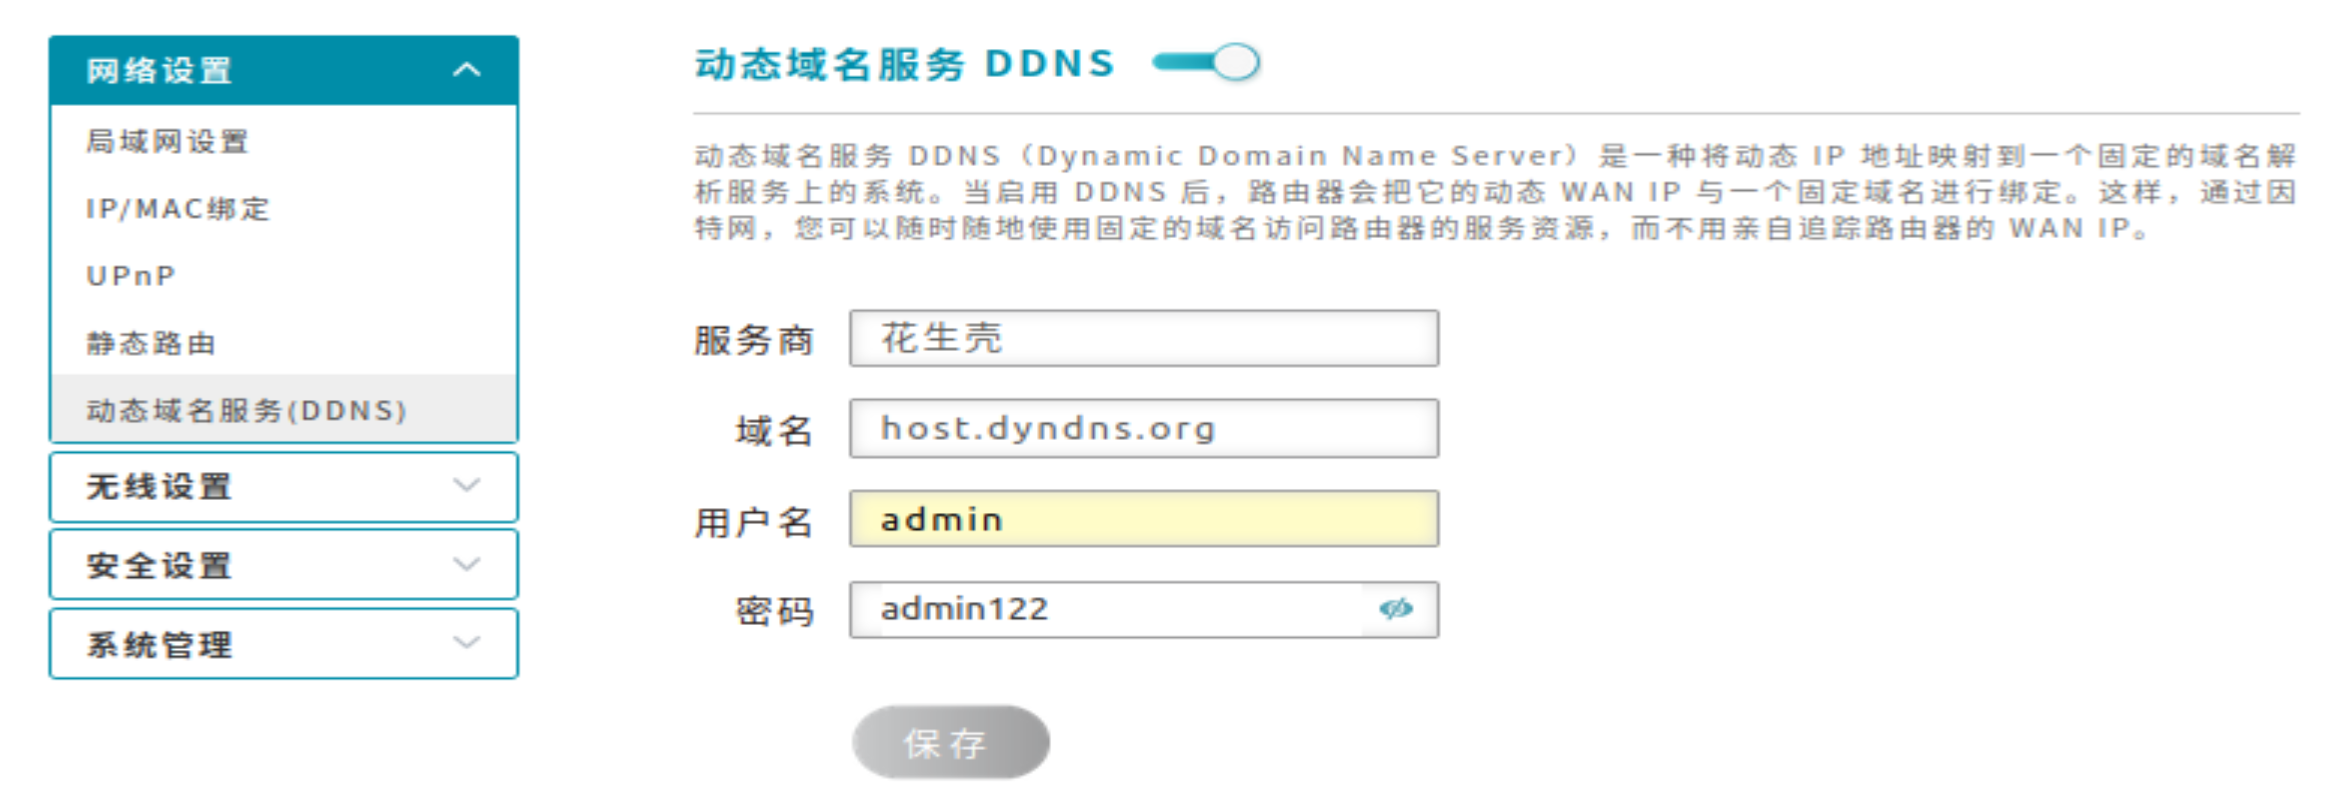 网络设置
局域网设置
IP/MAC绑定
UPnP
静态路由
动态域名服务(DDNS)
无线设置
安全设置
系统管理
动态域名服务 DDNS
动态域名服务 DDNS（Dynamic Domain Name Server）是一种将动态 IP 地址映射到一个固定的域名解
析服务上的系统。当启用 DDNS 后，路由器会把它的动态 WAN IP 与一个固定域名进行绑定。这样，通过因
特网，您可以随时随地使用固定的域名访问路由器的服务资源，而不用亲自追踪路由器的 WAN IP。
服务商 花生壳
域名 host.dyndns.org
用户名 admin
密码 admin122
保存